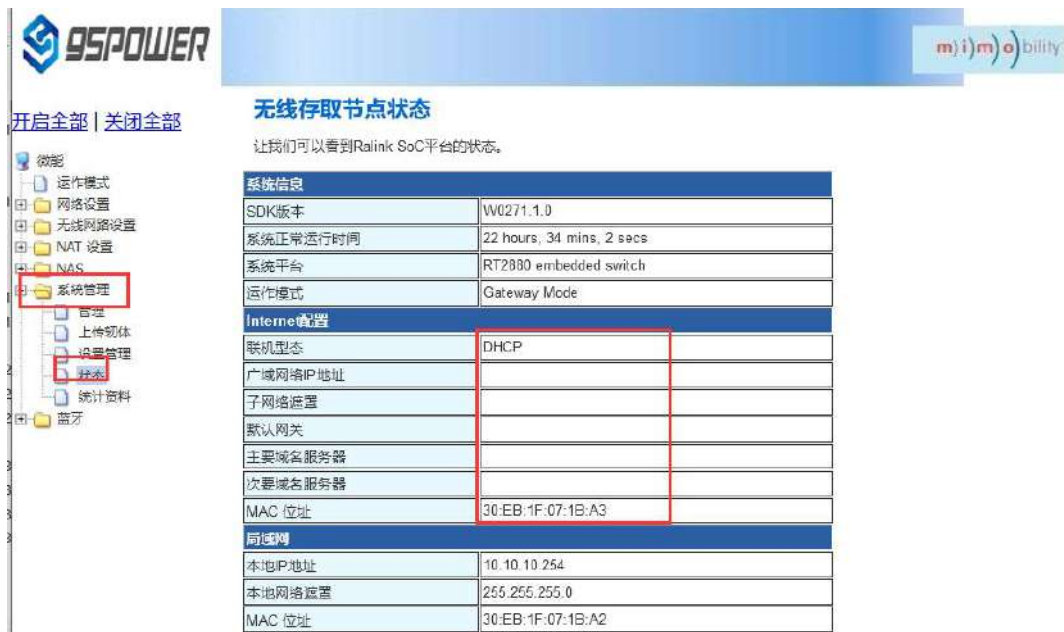 95POWER
m)i)m)o)bility
开启全部 | 关闭全部
微能
运作模式
网络设置
无线网路设置
NAT 设置
NAS
系统管理
管理
上传韧体
设置管理
状态
统计资料
蓝牙
无线存取节点状态
让我们可以看到Ralink SoC平台的状态。
系统信息
SDK版本 W0271.1.0
系统正常运行时间 22 hours, 34 mins, 2 secs
系统平台 RT2880 embedded switch
运作模式 Gateway Mode
Internet配置
联机型态 DHCP
广域网络IP地址
子网络遮置
默认网关
主要域名服务器
次要域名服务器
MAC 位址 30:EB:1F:07:1B:A3
局域网
本地IP地址 10.10.10.254
本地网络遮置 255.255.255.0
MAC 位址 30:EB:1F:07:1B:A2